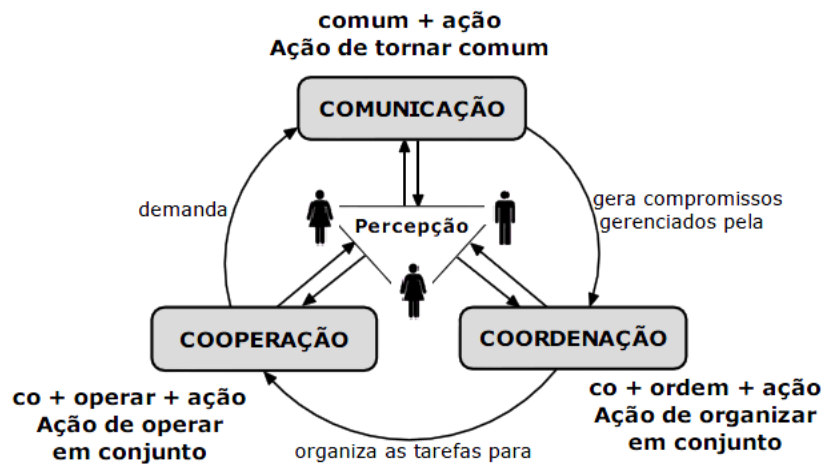 comum + ação
Ação de tornar comum
COMUNICAÇÃO
demanda
gera compromissos
gerenciados pela
Percepção
COOPERAÇÃO
COORDENAÇÃO
co + operar + ação
Ação de operar
em conjunto
organiza as tarefas para
co + ordem + ação
Ação de organizar
em conjunto